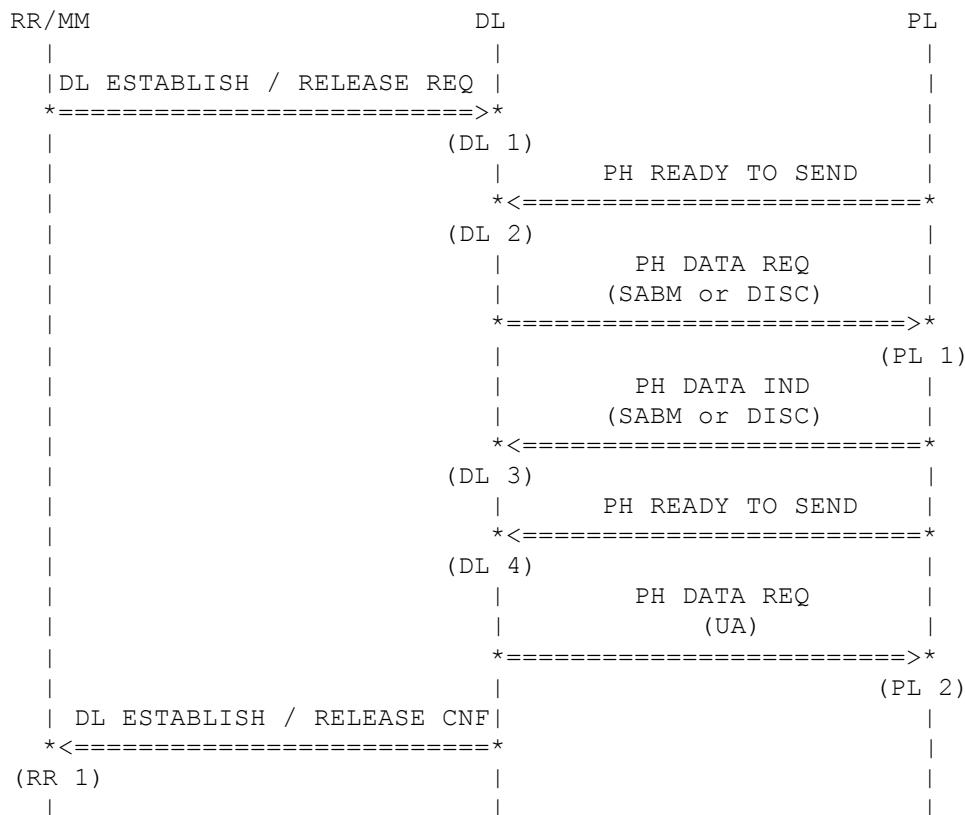 RR/MM DL PL
DL ESTABLISH / RELEASE REQ
(DL 1)
PH READY TO SEND
(DL 2)
PH DATA REQ
(SABM or DISC)
(PL 1)
PH DATA IND
(SABM or DISC)
(DL 3)
PH READY TO SEND
(DL 4)
PH DATA REQ
(UA)
(PL 2)
DL ESTABLISH / RELEASE CNF
(RR 1)